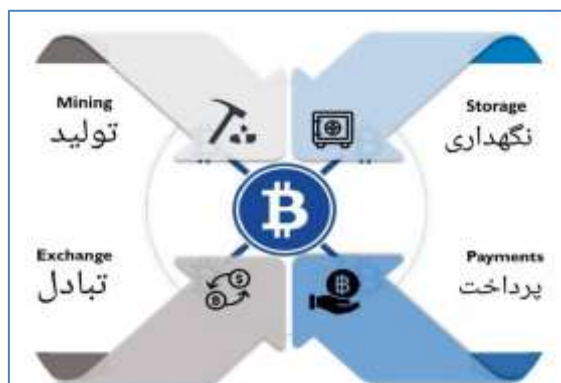 Mining
تولید
Storage
نگهداری
Exchange
تبادل
Payments
پرداخت